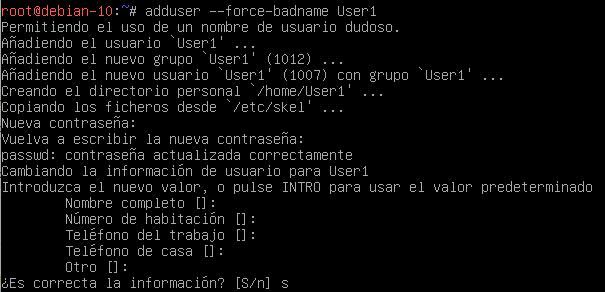 root@debian-10:~# adduser --force-badname User1
Permitiendo el uso de un nombre de usuario dudoso.
Añadiendo el usuario `User1' ...
Añadiendo el nuevo grupo `User1' (1012) ...
Añadiendo el nuevo usuario `User1' (1007) con grupo `User1' ...
Creando el directorio personal `/home/User1' ...
Copiando los ficheros desde `/etc/skel' ...
Nueva contraseña:
Vuelva a escribir la nueva contraseña:
passwd: contraseña actualizada correctamente
Cambiando la información de usuario para User1
Introduzca el nuevo valor, o pulse INTRO para usar el valor predeterminado
        Nombre completo []:
        Número de habitación []:
        Teléfono del trabajo []:
        Teléfono de casa []:
        Otro []:
¿Es correcta la información? [S/n] s